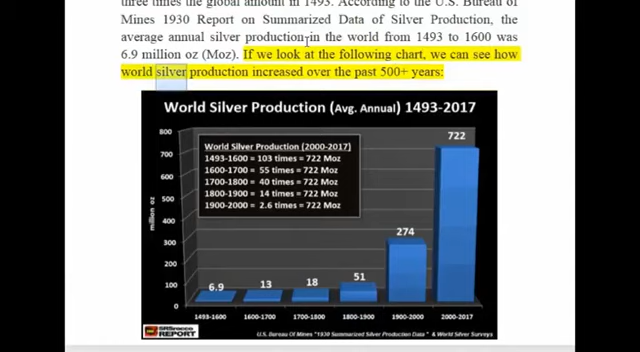 three times the global amount in 1493. According to the U.S. Bureau of
Mines 1930 Report on Summarized Data of Silver Production, the
average annual silver production in the world from 1493 to 1600 was
6.9 million oz (Moz). If we look at the following chart, we can see how
world silver production increased over the past 500+ years:
World Silver Production (Avg. Annual) 1493-2017
800
700
600
500
400
300
200
100
0
million oz
World Silver Production (2000-2017)
1493-1600 = 103 times = 722 Moz
1600-1700 = 55 times = 722 Moz
1700-1800 = 40 times = 722 Moz
1800-1900 = 14 times = 722 Moz
1900-2000 = 2.6 times = 722 Moz
6.9
13
18
51
274
722
1493-1600
1600-1700
1700-1800
1800-1900
1900-2000
2000-2017
SRSrocco
REPORT
U.S. Bureau Of Mines "1930 Summarized Silver Production Data" & World Silver Surveys